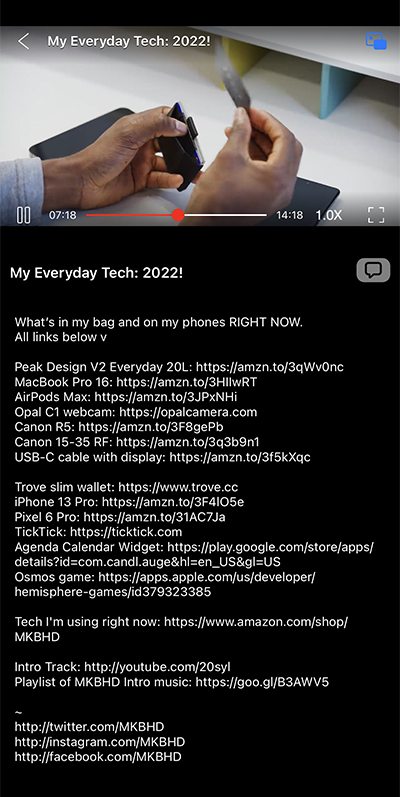 My Everyday Tech: 2022!
07:18
14:18
1.0X
My Everyday Tech: 2022!
What's in my bag and on my phones RIGHT NOW.
All links below v
Peak Design V2 Everyday 20L: https://amzn.to/3qWv0nc
MacBook Pro 16: https://amzn.to/3HIIwRT
AirPods Max: https://amzn.to/3JPxNHi
Opal C1 webcam: https://opalcamera.com
Canon R5: https://amzn.to/3F8gePb
Canon 15-35 RF: https://amzn.to/3q3b9n1
USB-C cable with display: https://amzn.to/3f5kXqc
Trove slim wallet: https://www.trove.cc
iPhone 13 Pro: https://amzn.to/3F4lO5e
Pixel 6 Pro: https://amzn.to/31AC7Ja
TickTick: https://ticktick.com
Agenda Calendar Widget: https://play.google.com/store/apps/
details?id=com.candl.auge&hl=en_US&gl=US
Osmos game: https://apps.apple.com/us/developer/
hemisphere-games/id379323385
Tech I'm using right now: https://www.amazon.com/shop/
MKBHD
Intro Track: http://youtube.com/20syl
Playlist of MKBHD Intro music: https://goo.gl/B3AWV5
~
http://twitter.com/MKBHD
http://instagram.com/MKBHD
http://facebook.com/MKBHD